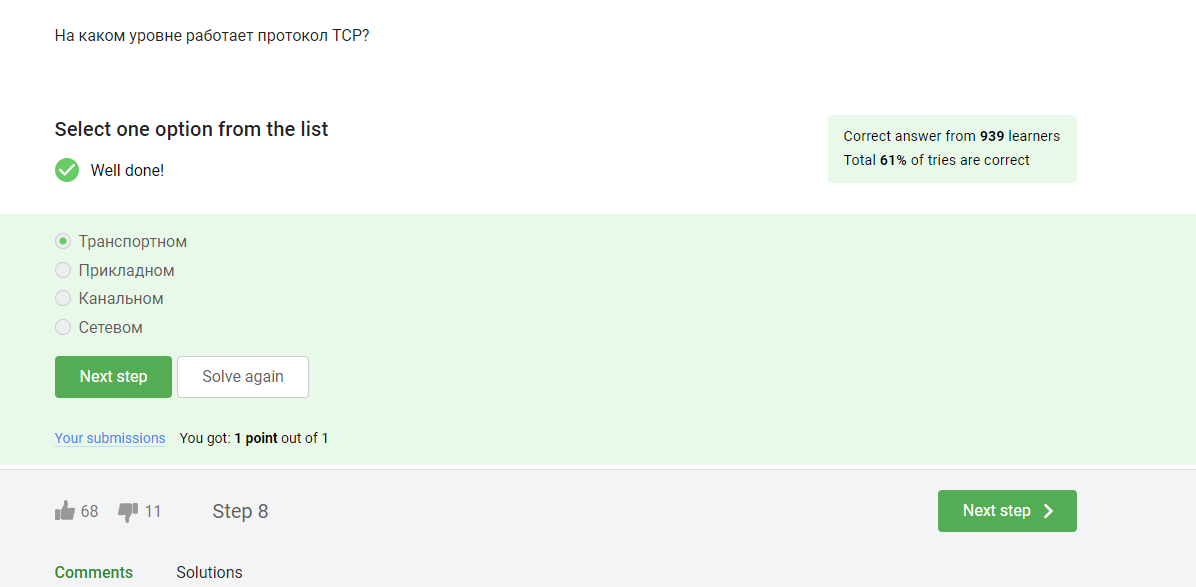 На каком уровне работает протокол TCP?
Select one option from the list
Correct answer from 939 learners
Total 61% of tries are correct
Well done!
Транспортном
Прикладном
Канальном
Сетевом
Next step
Solve again
Your submissions
You got: 1 point out of 1
68
11
Step 8
Next step
Comments
Solutions